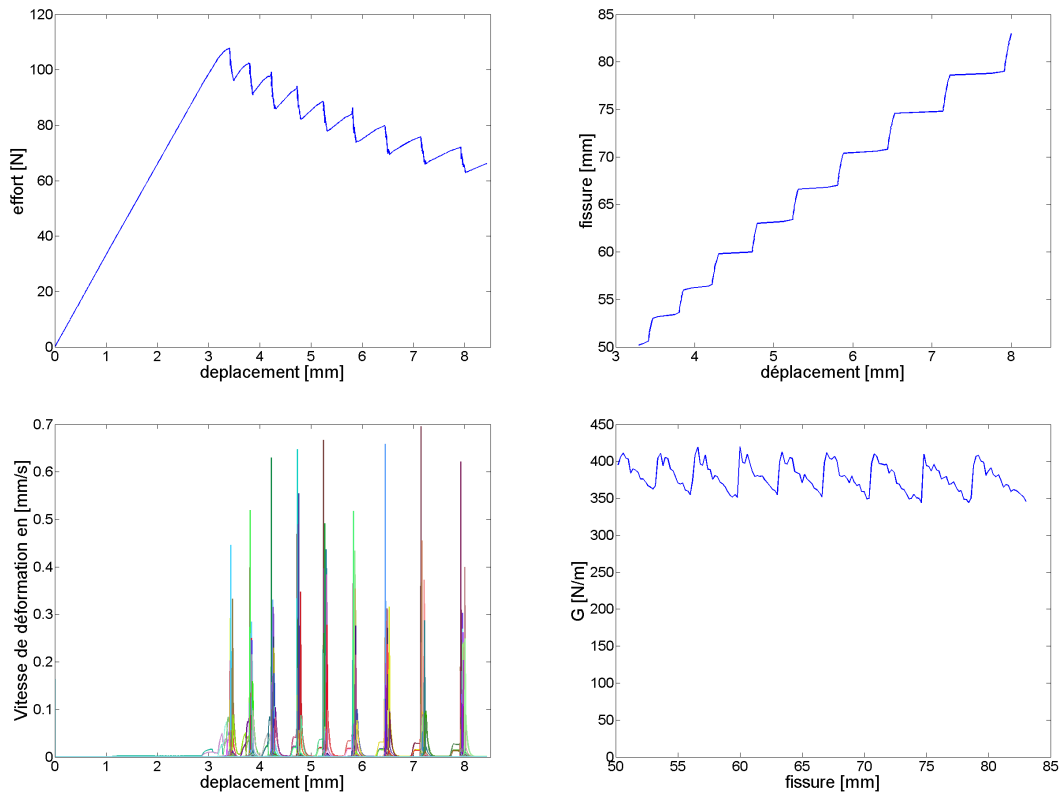 120
100
80
60
40
20
0
effort [N]
0 1 2 3 4 5 6 7 8
deplacement [mm]
85
80
75
70
65
60
55
50
fissure [mm]
3 4 5 6 7 8
déplacement [mm]
0.7
0.6
0.5
0.4
0.3
0.2
0.1
0
Vitesse de déformation en [mm/s]
0 1 2 3 4 5 6 7 8
deplacement [mm]
450
400
350
300
250
200
150
100
50
0
G [N/m]
50 55 60 65 70 75 80 85
fissure [mm]